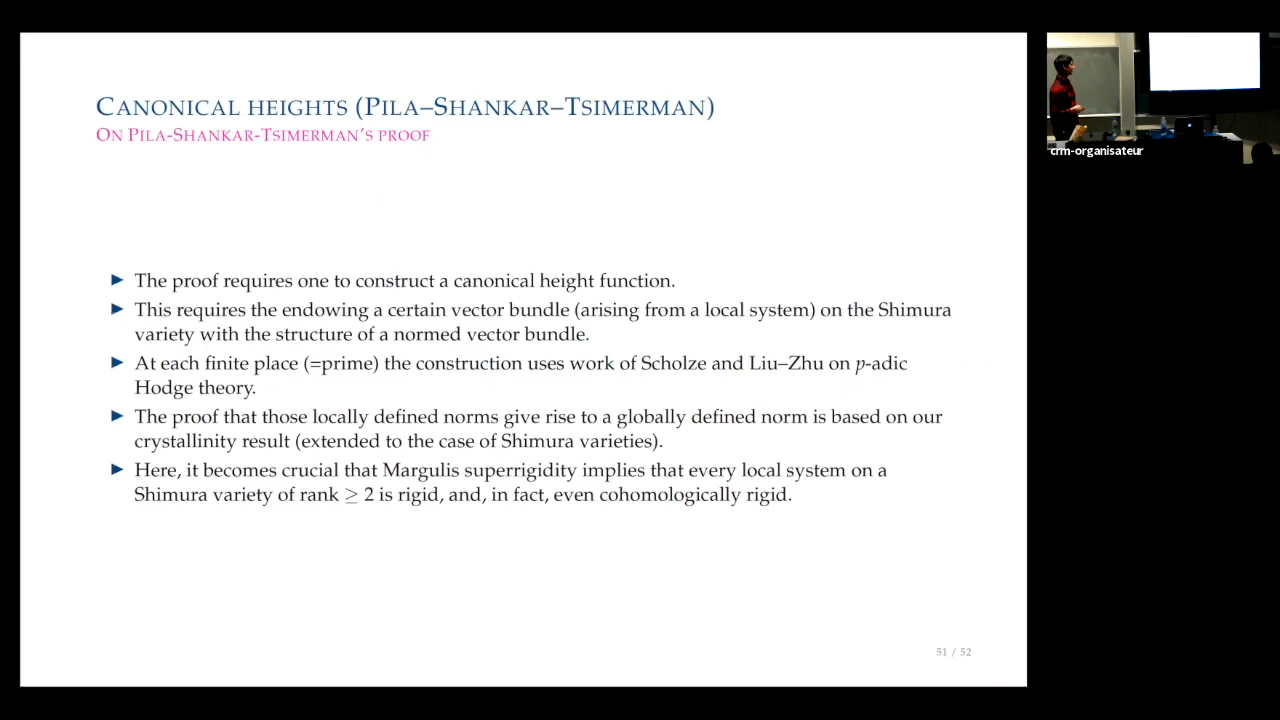 CANONICAL HEIGHTS (PILA–SHANKAR–TSIMERMAN)
ON PILA-SHANKAR-TSIMERMAN'S PROOF
► The proof requires one to construct a canonical height function.
► This requires the endowing a certain vector bundle (arising from a local system) on the Shimura
variety with the structure of a normed vector bundle.
► At each finite place (=prime) the construction uses work of Scholze and Liu–Zhu on p-adic
Hodge theory.
► The proof that those locally defined norms give rise to a globally defined norm is based on our
crystallinity result (extended to the case of Shimura varieties).
► Here, it becomes crucial that Margulis superrigidity implies that every local system on a
Shimura variety of rank ≥ 2 is rigid, and, in fact, even cohomologically rigid.
51 / 52
crm-organisateur